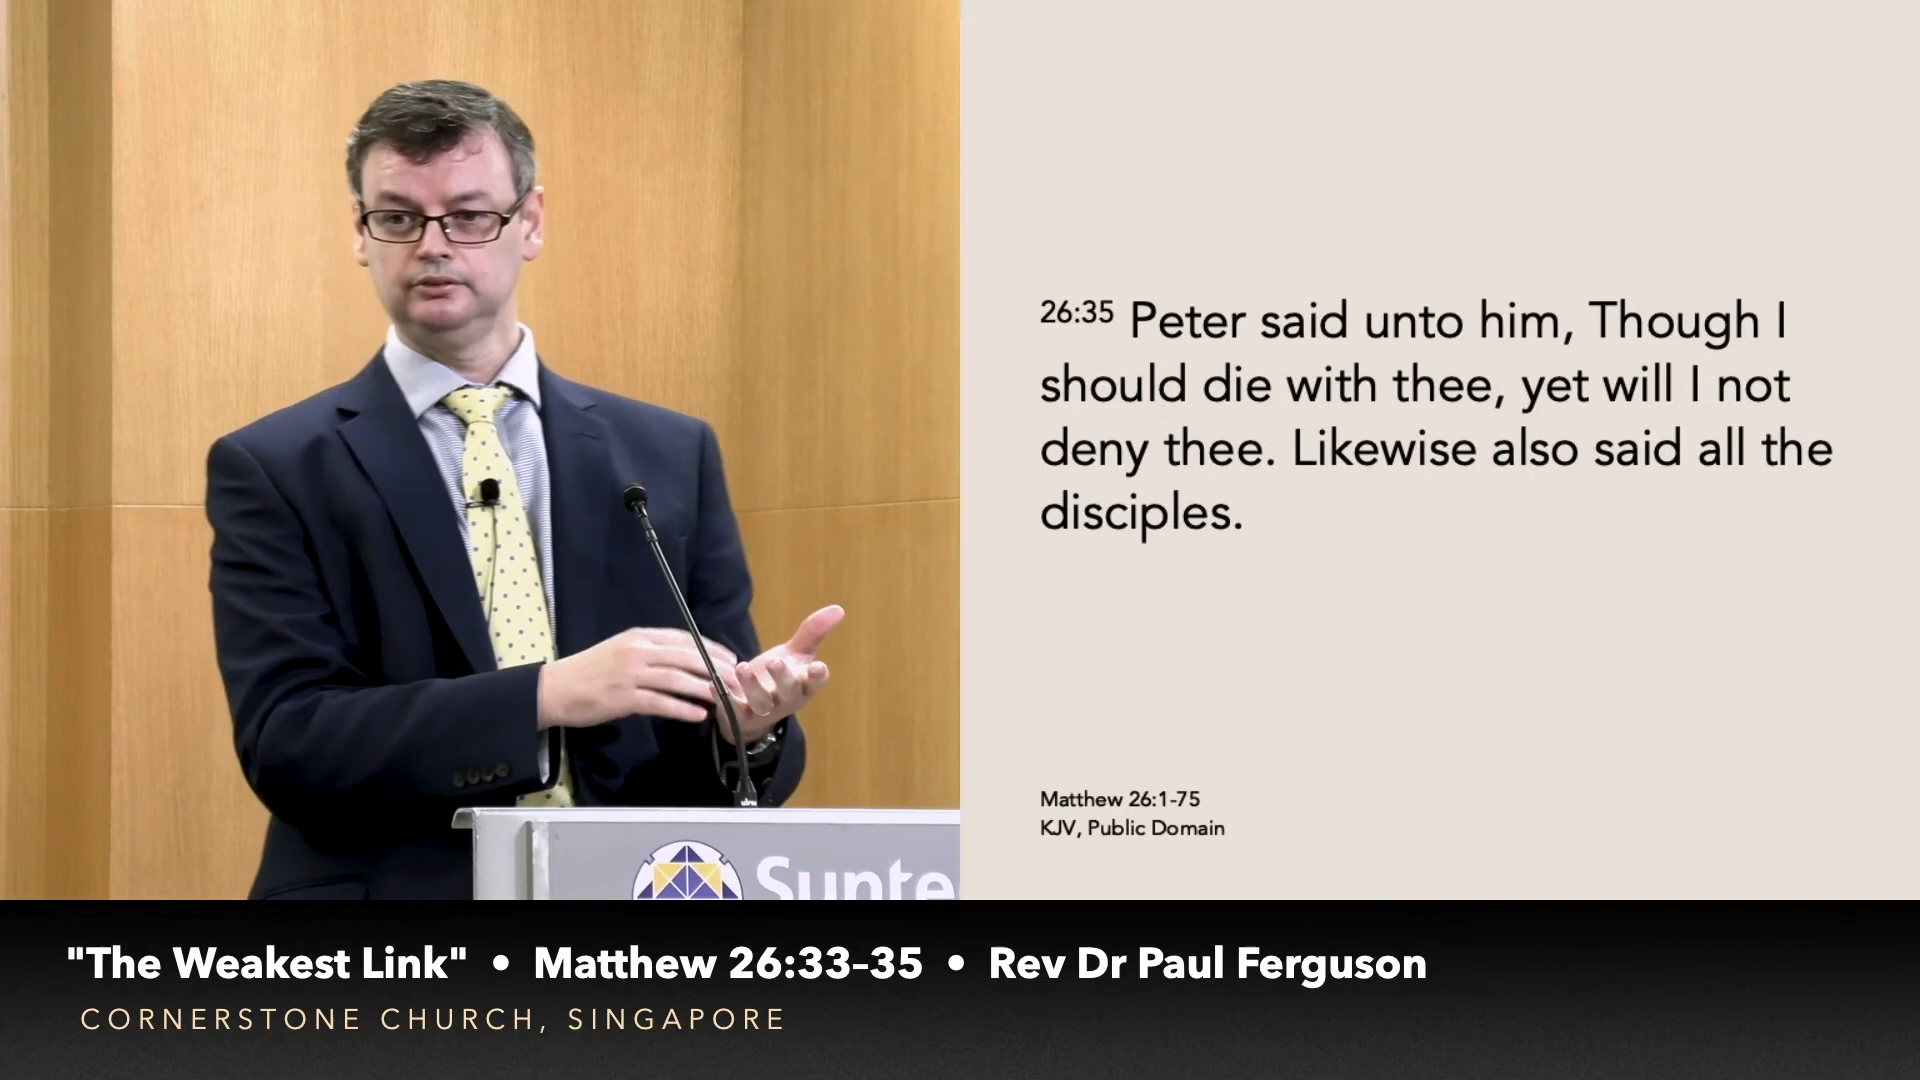 26:35 Peter said unto him, Though I
should die with thee, yet will I not
deny thee. Likewise also said all the
disciples.
Matthew 26:1-75
KJV, Public Domain
Sunte
"The Weakest Link" • Matthew 26:33–35 • Rev Dr Paul Ferguson
CORNERSTONE CHURCH, SINGAPORE